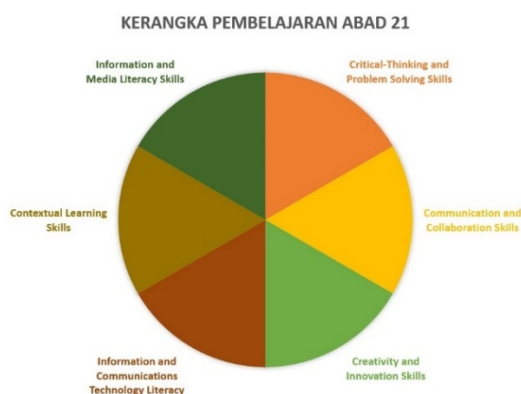 KERANGKA PEMBELAJARAN ABAD 21
Information and
Media Literacy Skills
Critical-Thinking and
Problem Solving Skills
Contextual Learning
Skills
Communication and
Collaboration Skills
Information and
Communications
Technology Literacy
Creativity and
Innovation Skills